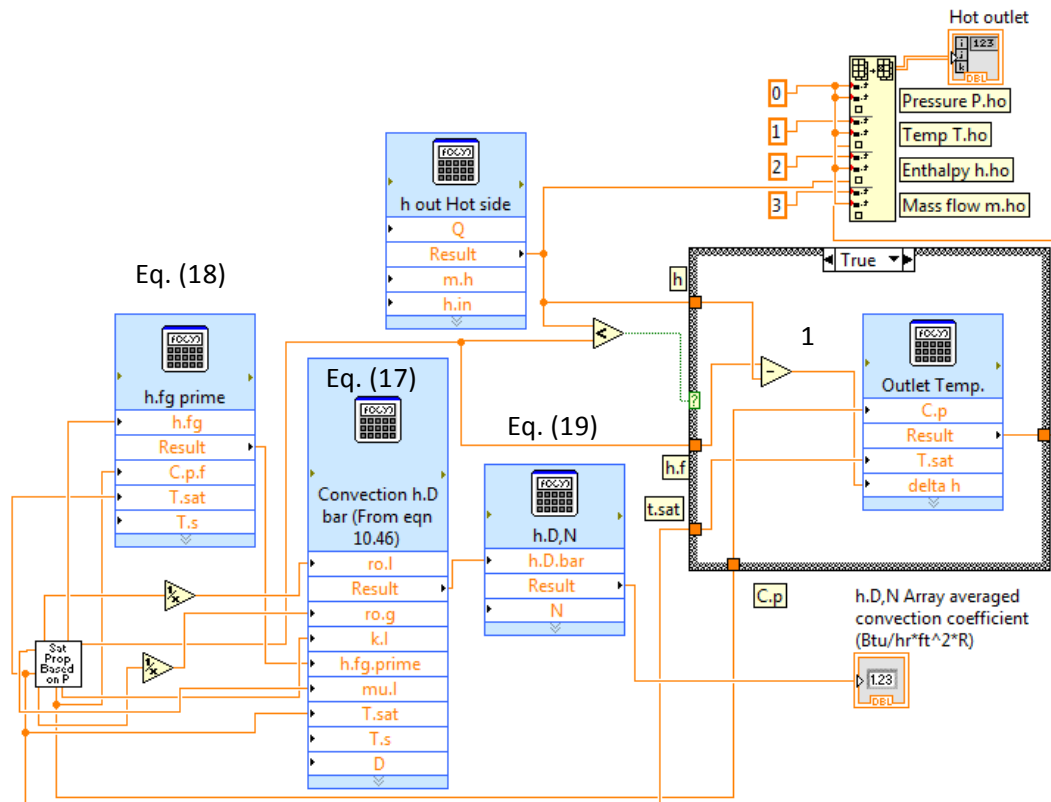 Hot outlet
i 123
j
k
DBL
0
1
2
3
Pressure P.ho
Temp T.ho
Enthalpy h.ho
Mass flow m.ho
f(x,y)
h out Hot side
Q
Result
m.h
h.in
Eq. (18)
f(x,y)
h.fg prime
h.fg
Result
C.p.f
T.sat
T.s
Eq. (17)
f(x,y)
Convection h.D
bar (From eqn
10.46)
ro.l
Result
ro.g
k.l
h.fg.prime
mu.l
T.sat
T.s
D
Eq. (19)
f(x,y)
h.D,N
h.D.bar
Result
N
<
True
h
?
h.f
t.sat
C.p
-
1
f(x,y)
Outlet Temp.
C.p
Result
T.sat
delta h
1/x
1/x
Sat
Prop
Based
on P
h.D,N Array averaged
convection coefficient
(Btu/hr*ft^2*R)
1.23
DBL